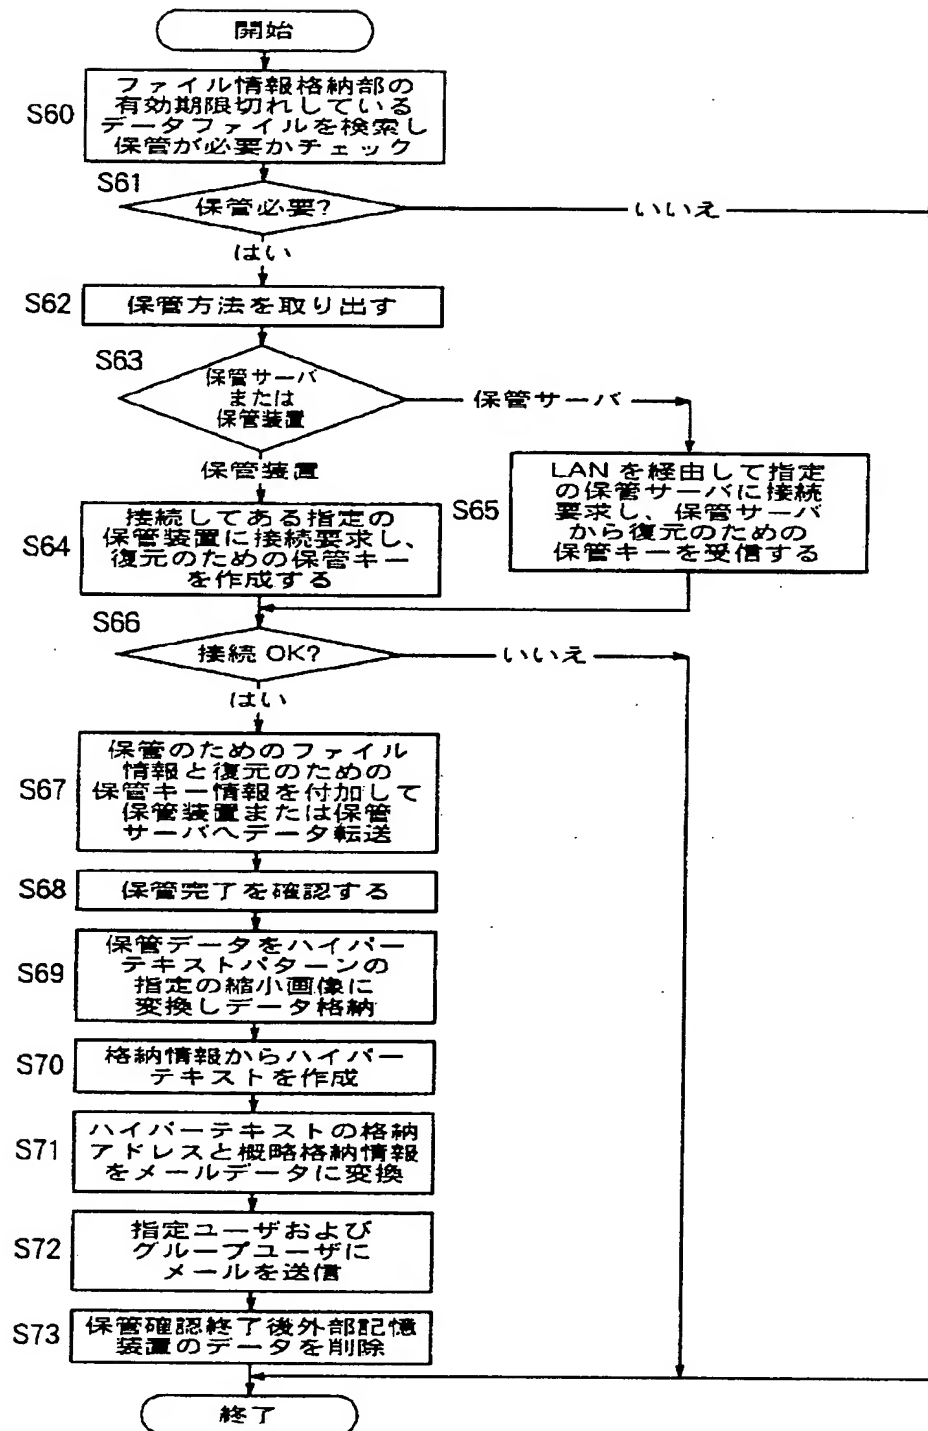 開始
S60
ファイル情報格納部の
有効期限切れしている
データファイルを検索し
保管が必要かチェック
S61
保管必要?
いいえ
はい
S62
保管方法を取り出す
S63
保管サーバ
または
保管装置
保管サーバ
保管装置
S64
接続してある指定の
保管装置に接続要求し、
復元のための保管キー
を作成する
S65
LANを経由して指定
の保管サーバに接続
要求し、保管サーバ
から復元のための
保管キーを受信する
S66
接続OK?
いいえ
はい
S67
保管のためのファイル
情報と復元のための
保管キー情報を付加して
保管装置または保管
サーバへデータ転送
S68
保管完了を確認する
S69
保管データをハイパー
テキストパターンの
指定の縮小画像に
変換しデータ格納
S70
格納情報からハイパー
テキストを作成
S71
ハイパーテキストの格納
アドレスと概略格納情報
をメールデータに変換
S72
指定ユーザおよび
グループユーザに
メールを送信
S73
保管確認終了後外部記憶
装置のデータを削除
終了